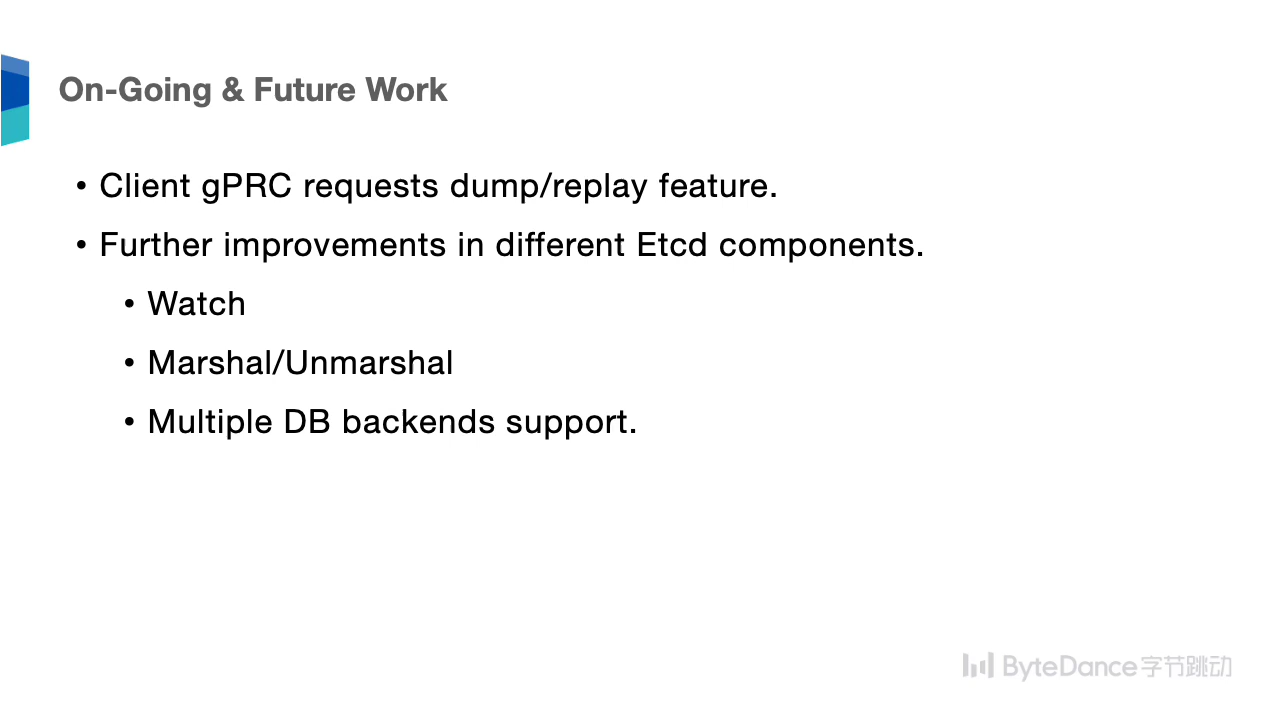 On-Going & Future Work
• Client gPRC requests dump/replay feature.
• Further improvements in different Etcd components.
• Watch
• Marshal/Unmarshal
• Multiple DB backends support.
ByteDance字节跳动